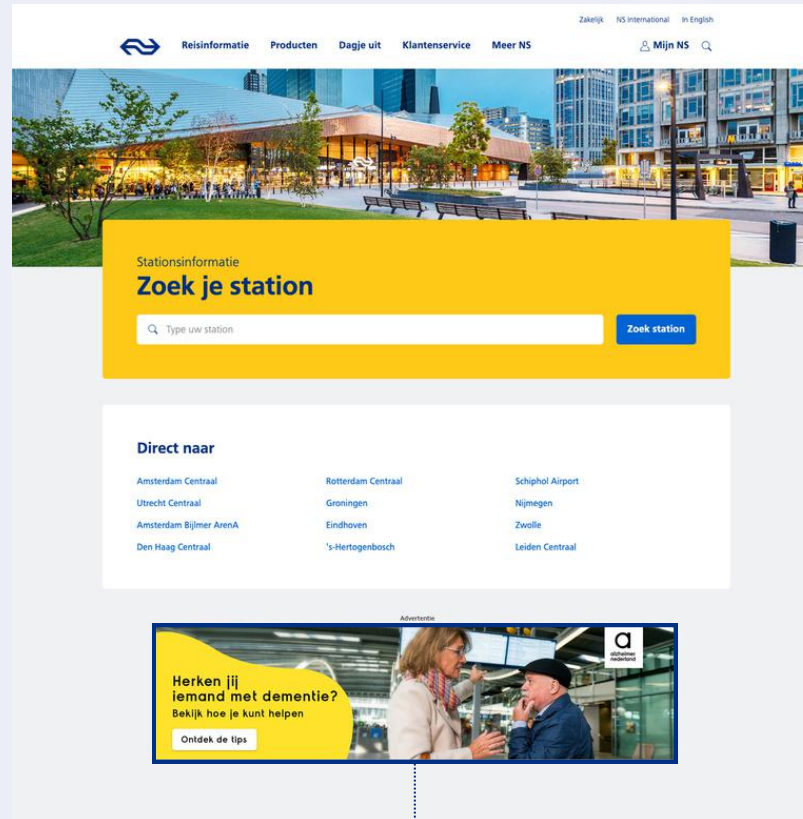 Zakelijk NS International In English
Reisinformatie Producten Dagje uit Klantenservice Meer NS Mijn NS
Stationsinformatie
Zoek je station
Type uw station
Zoek station
Direct naar
Amsterdam Centraal Rotterdam Centraal Schiphol Airport
Utrecht Centraal Groningen Nijmegen
Amsterdam Bijlmer ArenA Eindhoven Zwolle
Den Haag Centraal 's-Hertogenbosch Leiden Centraal
Advertentie
Herken jij
iemand met dementie?
Bekijk hoe je kunt helpen
Ontdek de tips
alzheimer
nederland